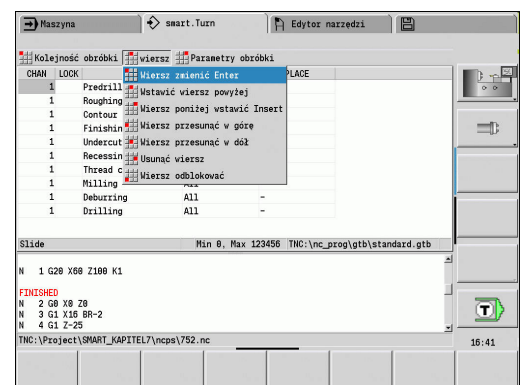 Maszyna
smart.Turn
Edytor narzędzi
Kolejność obróbki
wiersz
Parametry obróbki
CHAN LOCK PLACE
Wiersz zmienić Enter
Wstawić wiersz powyżej
Wiersz poniżej wstawić Insert
Wiersz przesunąć w górę
Wiersz przesunąć w dół
Usunąć wiersz
Wiersz odblokować
1 Predrill
1 Roughing
1 Contour
1 Finishin
1 Undercut
1 Recessin
1 Thread c
1 Milling All
1 Deburring All -
1 Drilling All -
Slide Min 0, Max 123456 TNC:\nc_prog\gtb\standard.gtb
N 1 G20 X60 Z100 K1
FINISHED
N 2 G0 X0 Z0
N 3 G1 X16 BR-2
N 4 G1 Z-25
TNC:\Project\SMART_KAPITEL7\ncps\752.nc
T
16:41